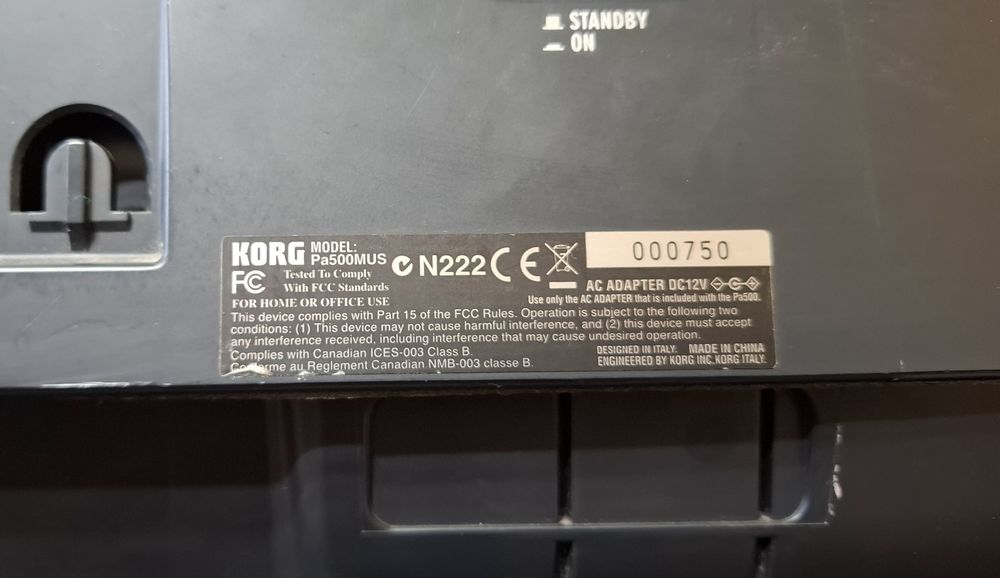 STANDBY
ON
KORG MODEL:
Pa500MUS
N222 CE
000750
FC Tested To Comply
With FCC Standards
FOR HOME OR OFFICE USE
AC ADAPTER DC12V
Use only the AC ADAPTER that is included with the Pa500.
This device complies with Part 15 of the FCC Rules. Operation is subject to the following two
conditions: (1) This device may not cause harmful interference, and (2) this device must accept
any interference received, including interference that may cause undesired operation.
Complies with Canadian ICES-003 Class B.
Conforme au Reglement Canadian NMB-003 classe B.
DESIGNED IN ITALY. MADE IN CHINA
ENGINEERED BY KORG INC. KORG ITALY.